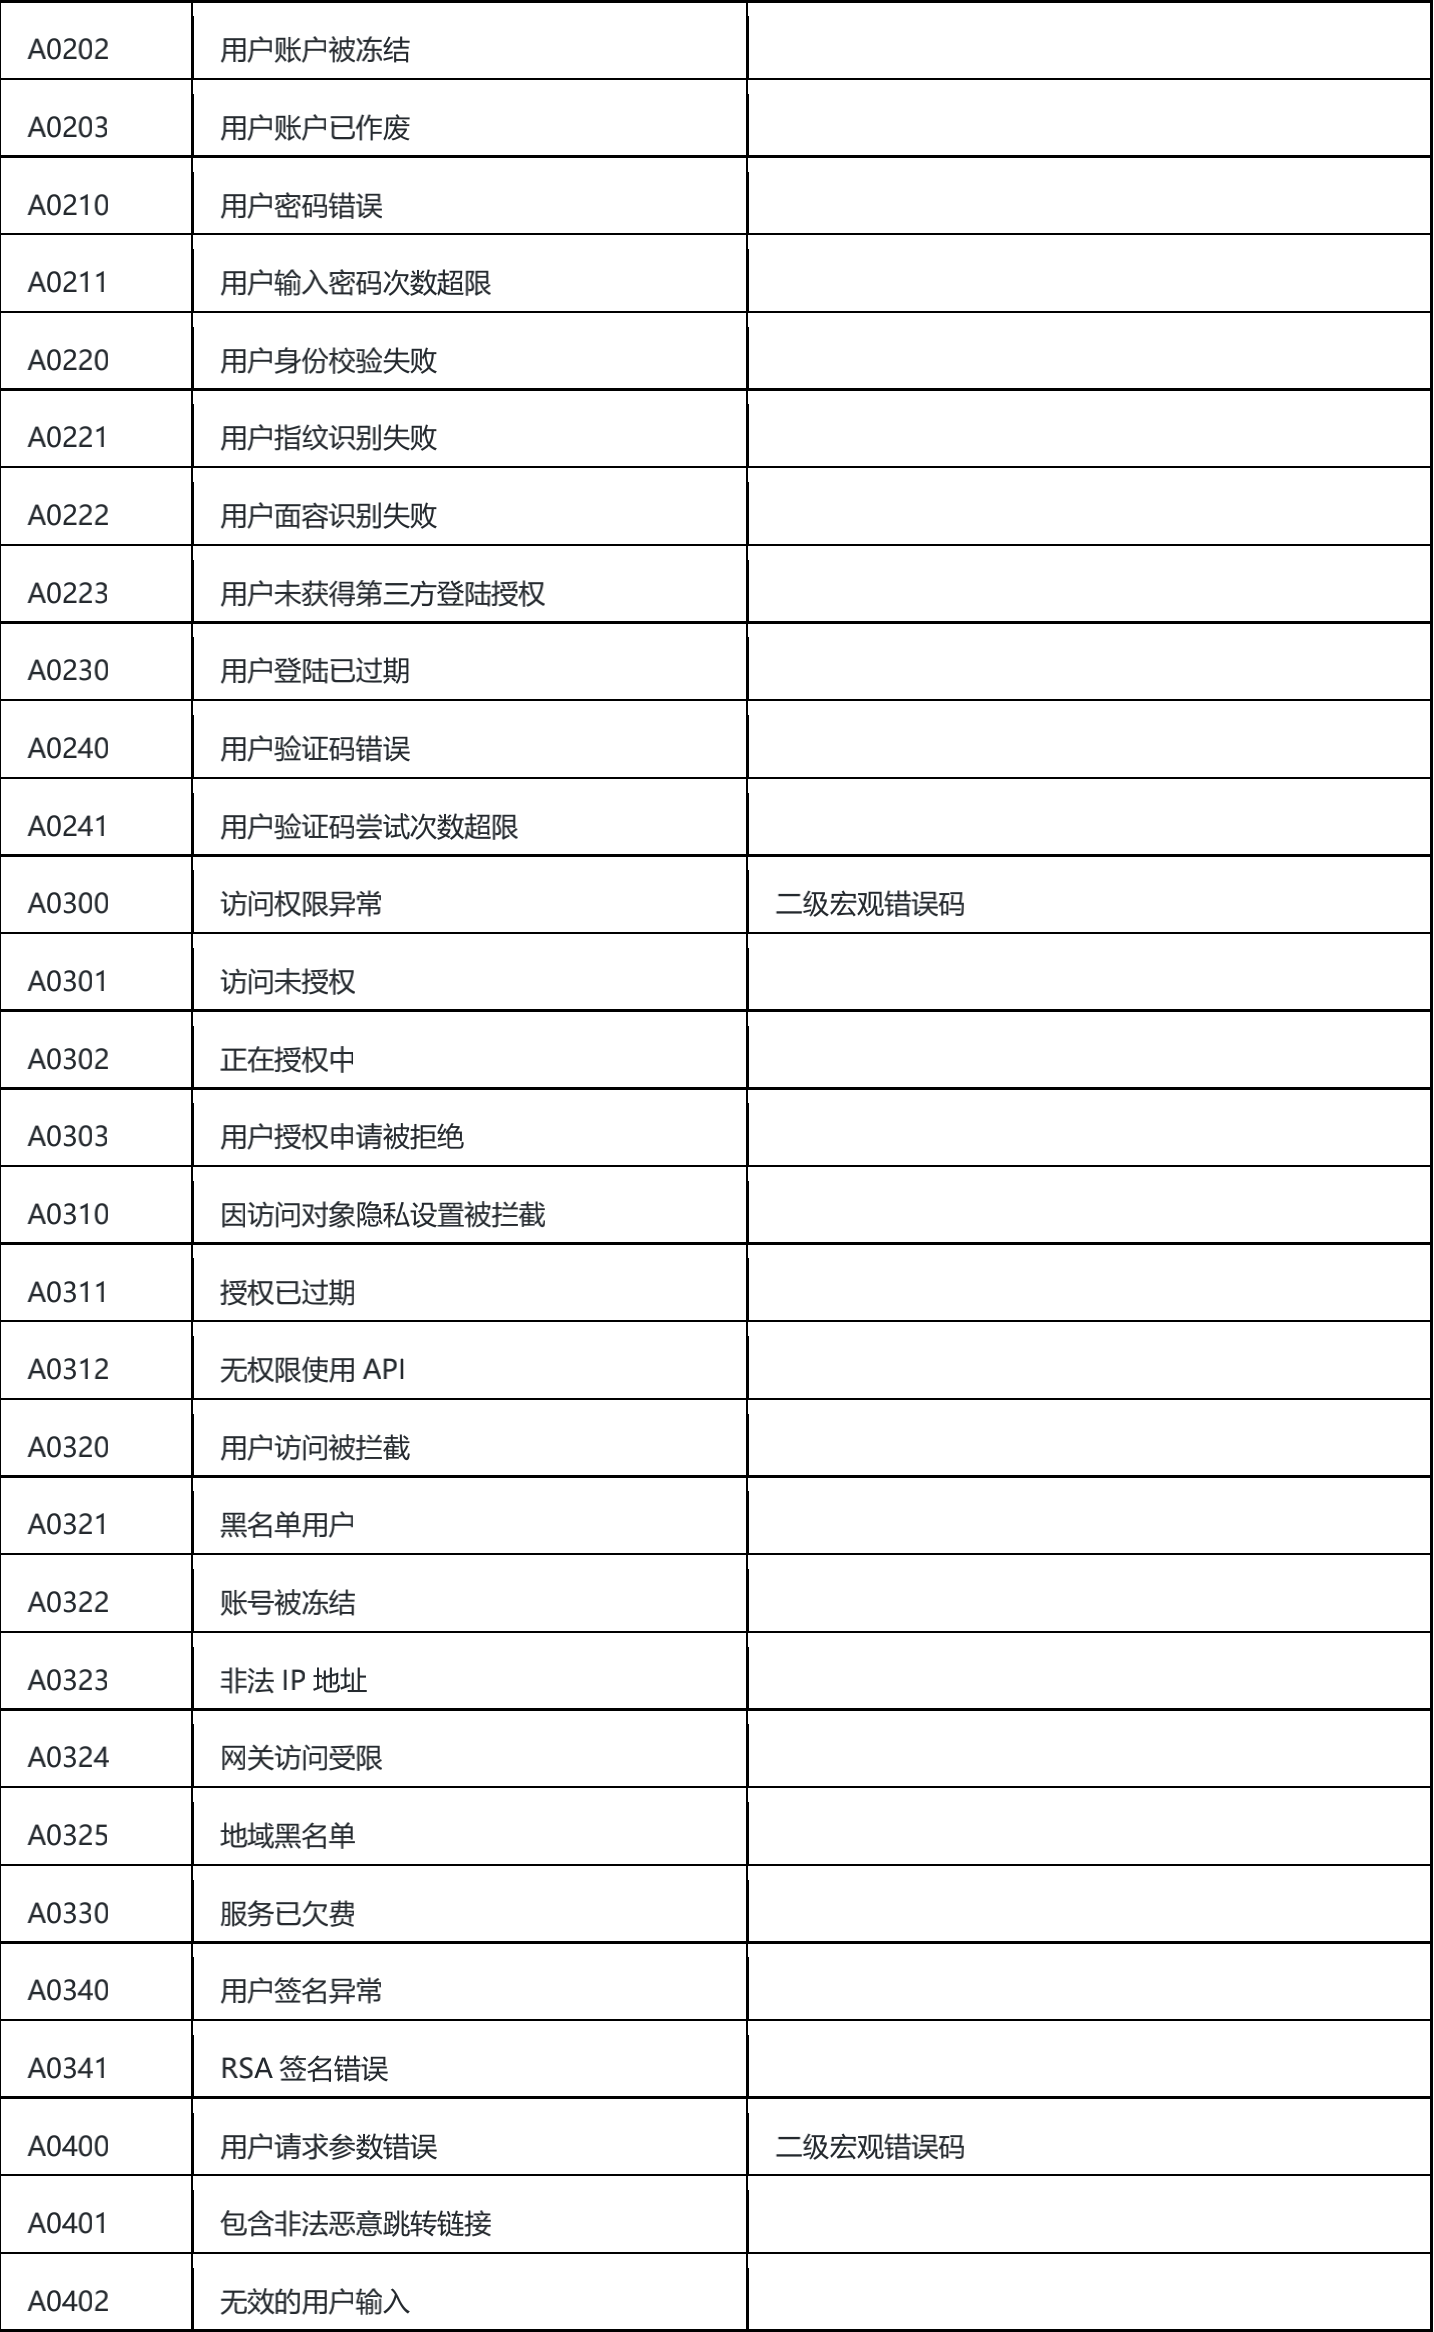 A0202 用户账户被冻结
A0203 用户账户已作废
A0210 用户密码错误
A0211 用户输入密码次数超限
A0220 用户身份校验失败
A0221 用户指纹识别失败
A0222 用户面容识别失败
A0223 用户未获得第三方登陆授权
A0230 用户登陆已过期
A0240 用户验证码错误
A0241 用户验证码尝试次数超限
A0300 访问权限异常 二级宏观错误码
A0301 访问未授权
A0302 正在授权中
A0303 用户授权申请被拒绝
A0310 因访问对象隐私设置被拦截
A0311 授权已过期
A0312 无权限使用 API
A0320 用户访问被拦截
A0321 黑名单用户
A0322 账号被冻结
A0323 非法 IP 地址
A0324 网关访问受限
A0325 地域黑名单
A0330 服务已欠费
A0340 用户签名异常
A0341 RSA 签名错误
A0400 用户请求参数错误 二级宏观错误码
A0401 包含非法恶意跳转链接
A0402 无效的用户输入